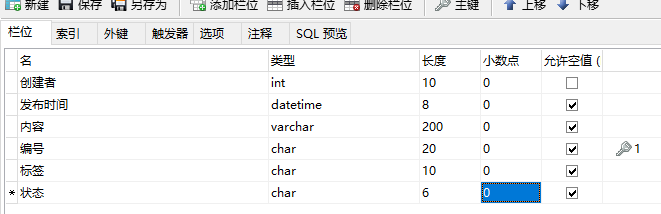 新建 保存 另存为 添加栏位 插入栏位 删除栏位 主键 上移 下移
栏位 索引 外键 触发器 选项 注释 SQL 预览
名 类型 长度 小数点 允许空值 (
创建者 int 10 0
发布时间 datetime 8 0
内容 varchar 200 0
编号 char 20 0 1
标签 char 10 0
* 状态 char 6 0